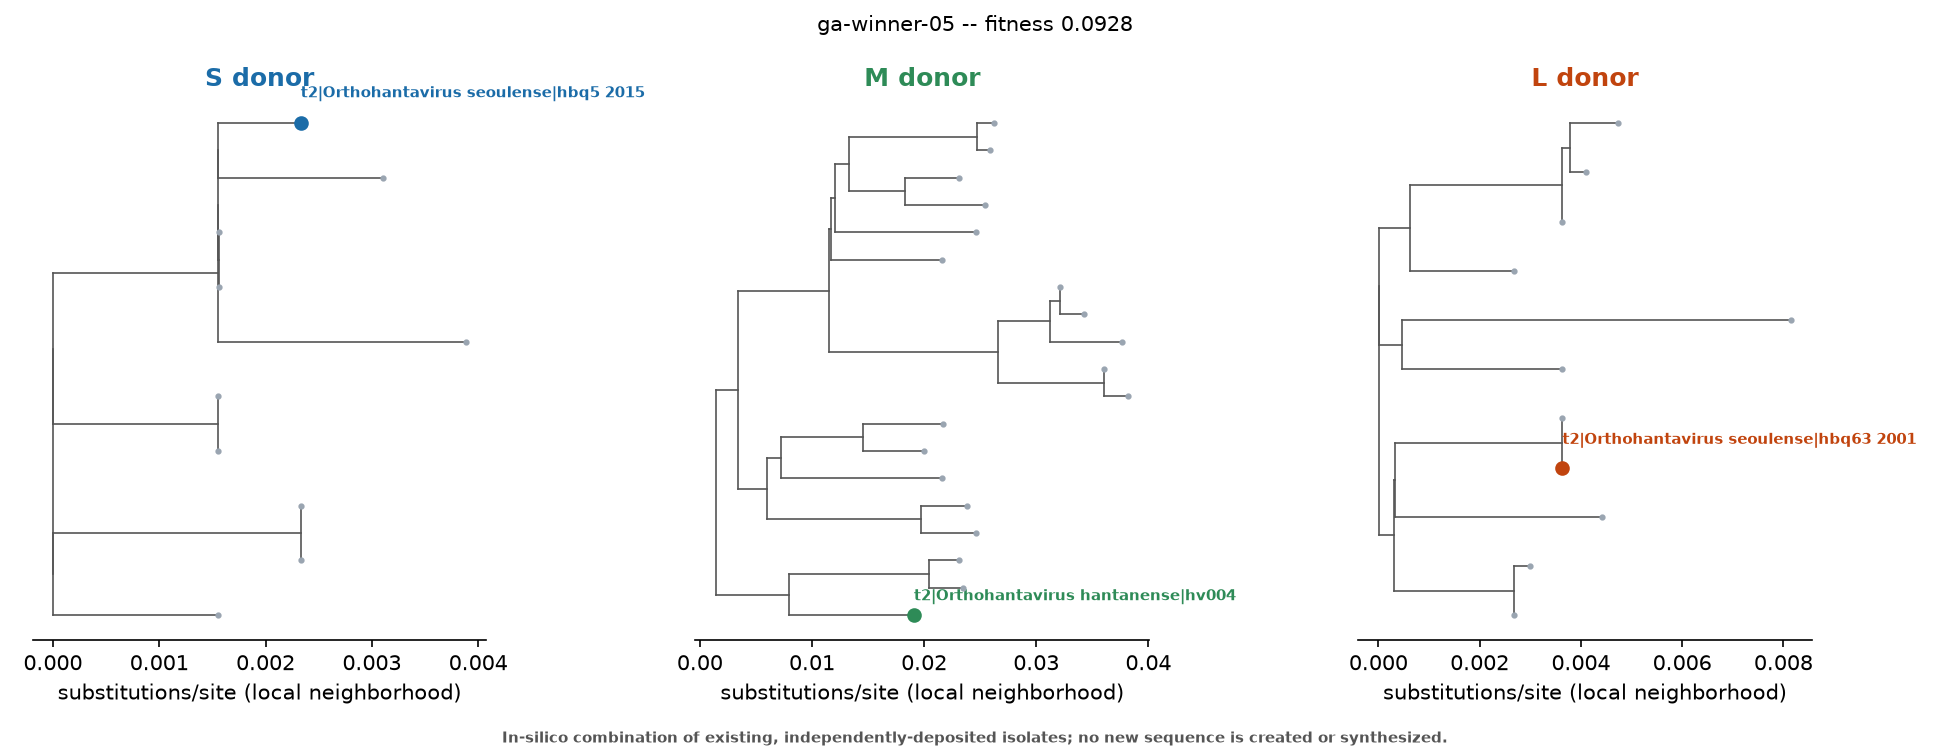 ga-winner-05 -- fitness 0.0928
S donor
t2|Orthohantavirus seoulense|hbq5 2015
0.000 0.001 0.002 0.003 0.004
substitutions/site (local neighborhood)
M donor
t2|Orthohantavirus hantanense|hv004
0.00 0.01 0.02 0.03 0.04
substitutions/site (local neighborhood)
L donor
t2|Orthohantavirus seoulense|hbq63 2001
0.000 0.002 0.004 0.006 0.008
substitutions/site (local neighborhood)
In-silico combination of existing, independently-deposited isolates; no new sequence is created or synthesized.